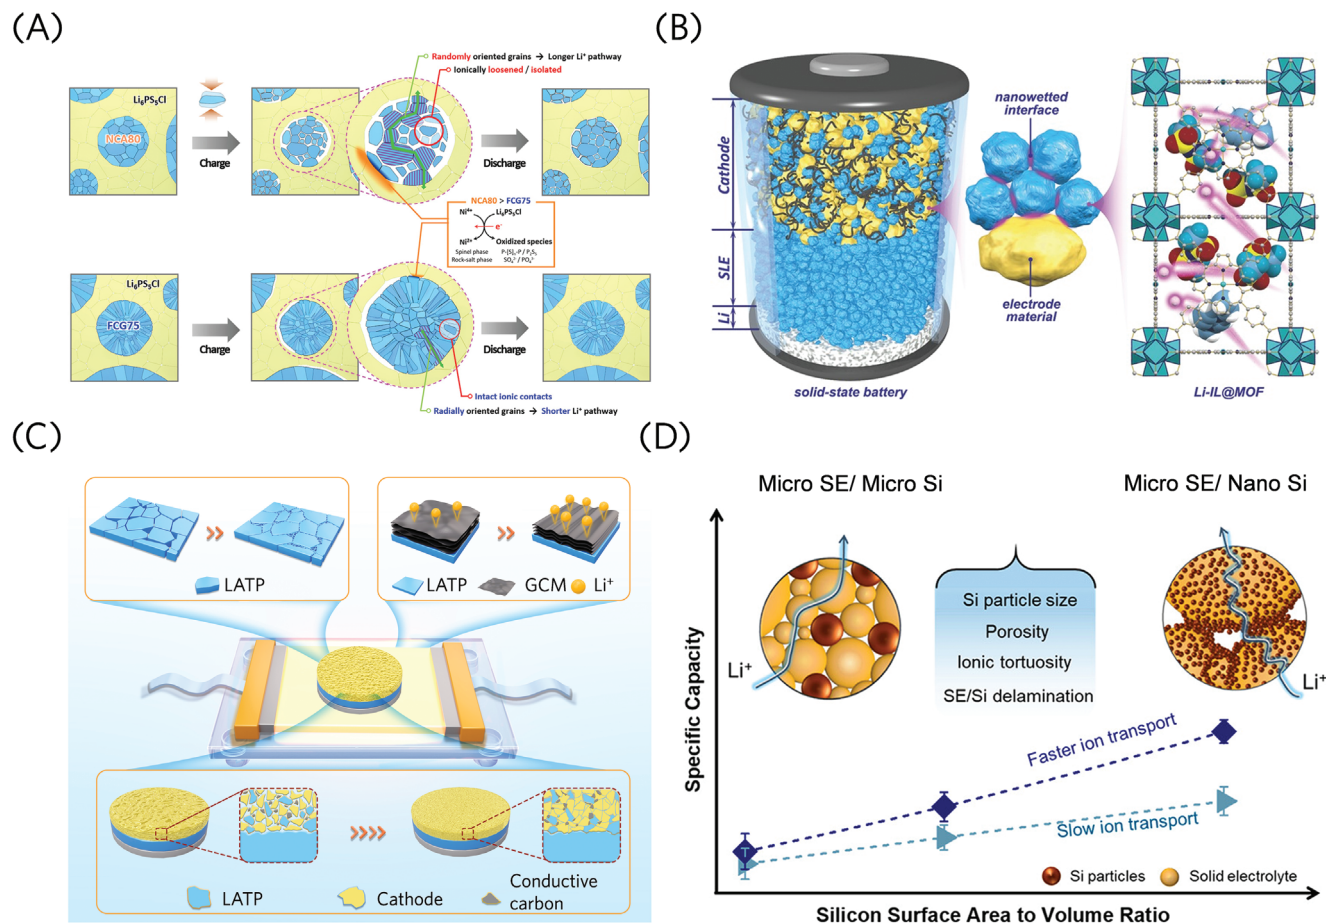 (A)
Randomly oriented grains → Longer Li⁺ pathway
Ionically loosened / isolated
Li₆PS₅Cl
NCA80
Charge
Discharge
NCA80 > FCG75
Ni⁴⁺ Li₆PS₅Cl
e⁻
Ni²⁺ Oxidized species
Spinel phase P-[S]ₙ-P / P₂S₅
Rock-salt phase SO₄²⁻ / PO₄³⁻
Li₆PS₅Cl
FCG75
Charge
Discharge
Intact ionic contacts
Radially oriented grains → Shorter Li⁺ pathway
(B)
Cathode
SLE
Li
solid-state battery
nanowetted
interface
electrode
material
Li-IL@MOF
(C)
LATP
LATP GCM Li⁺
LATP Cathode Conductive
carbon
(D)
Micro SE/ Micro Si
Micro SE/ Nano Si
Si particle size
Porosity
Ionic tortuosity
SE/Si delamination
Li⁺
Li⁺
Specific Capacity
Faster ion transport
Slow ion transport
Si particles Solid electrolyte
Silicon Surface Area to Volume Ratio